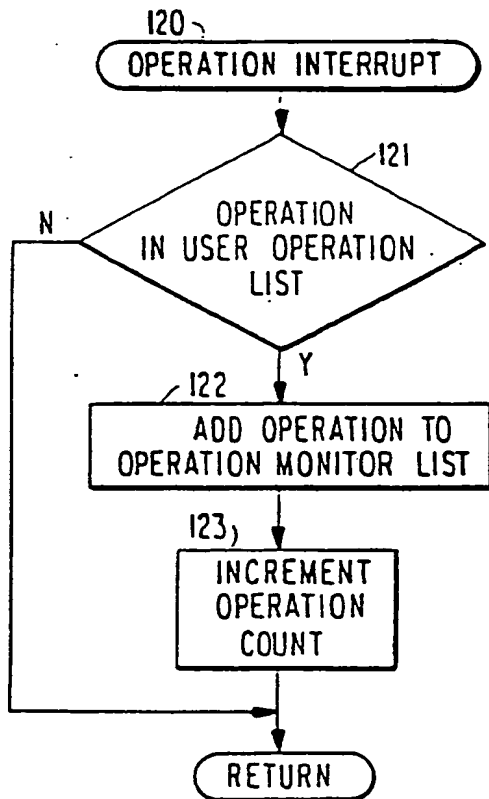 120
OPERATION INTERRUPT
121
OPERATION
IN USER OPERATION
LIST
N
Y
122
ADD OPERATION TO
OPERATION MONITOR LIST
123
INCREMENT
OPERATION
COUNT
RETURN